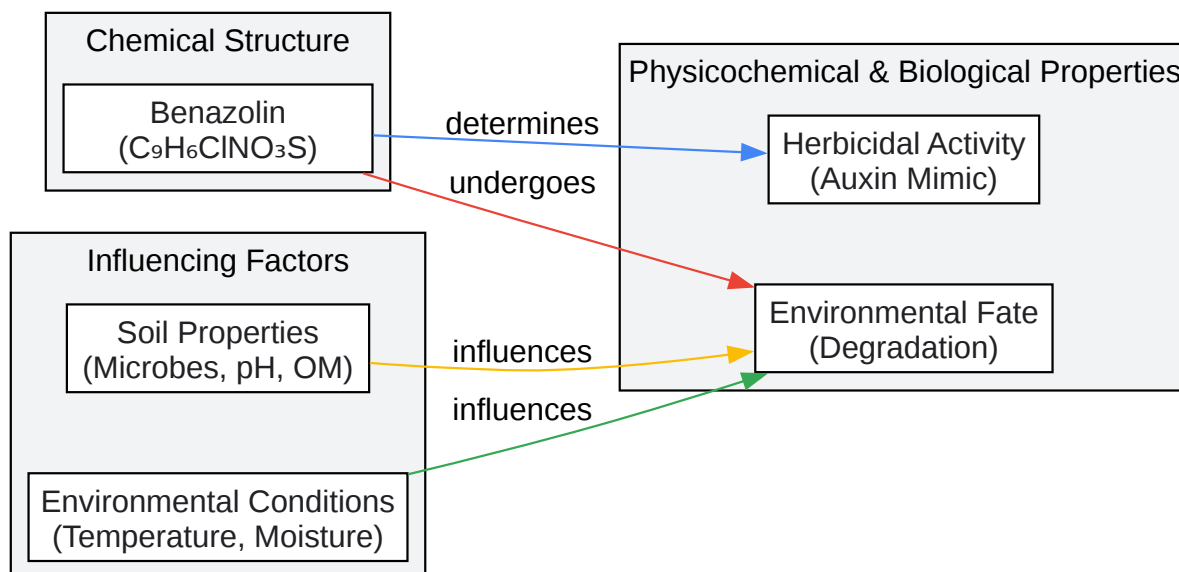 Chemical Structure
Benazolin
(C₉H₆ClNO₃S)
determines
undergoes
Physicochemical & Biological Properties
Herbicidal Activity
(Auxin Mimic)
Environmental Fate
(Degradation)
Influencing Factors
Soil Properties
(Microbes, pH, OM)
influences
influences
Environmental Conditions
(Temperature, Moisture)